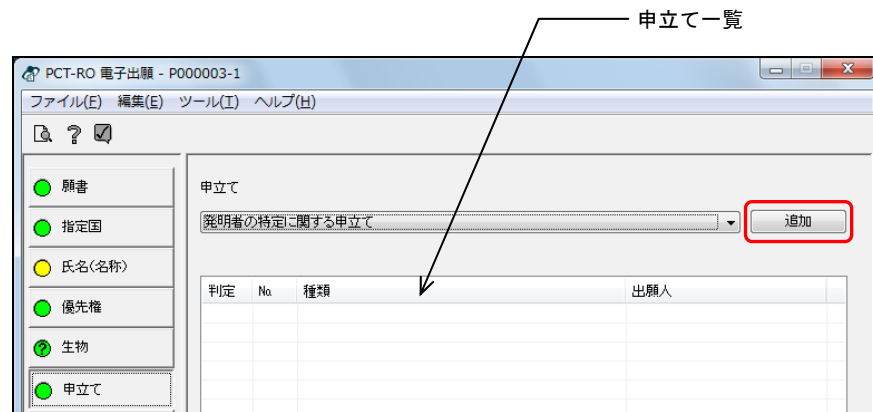 申立て一覧
PCT-RO 電子出願 - P000003-1
ファイル(F) 編集(E) ツール(T) ヘルプ(H)
願書
指定国
氏名(名称)
優先権
生物
申立て
申立て
発明者の特定に関する申立て 追加
判定 No. 種類 出願人